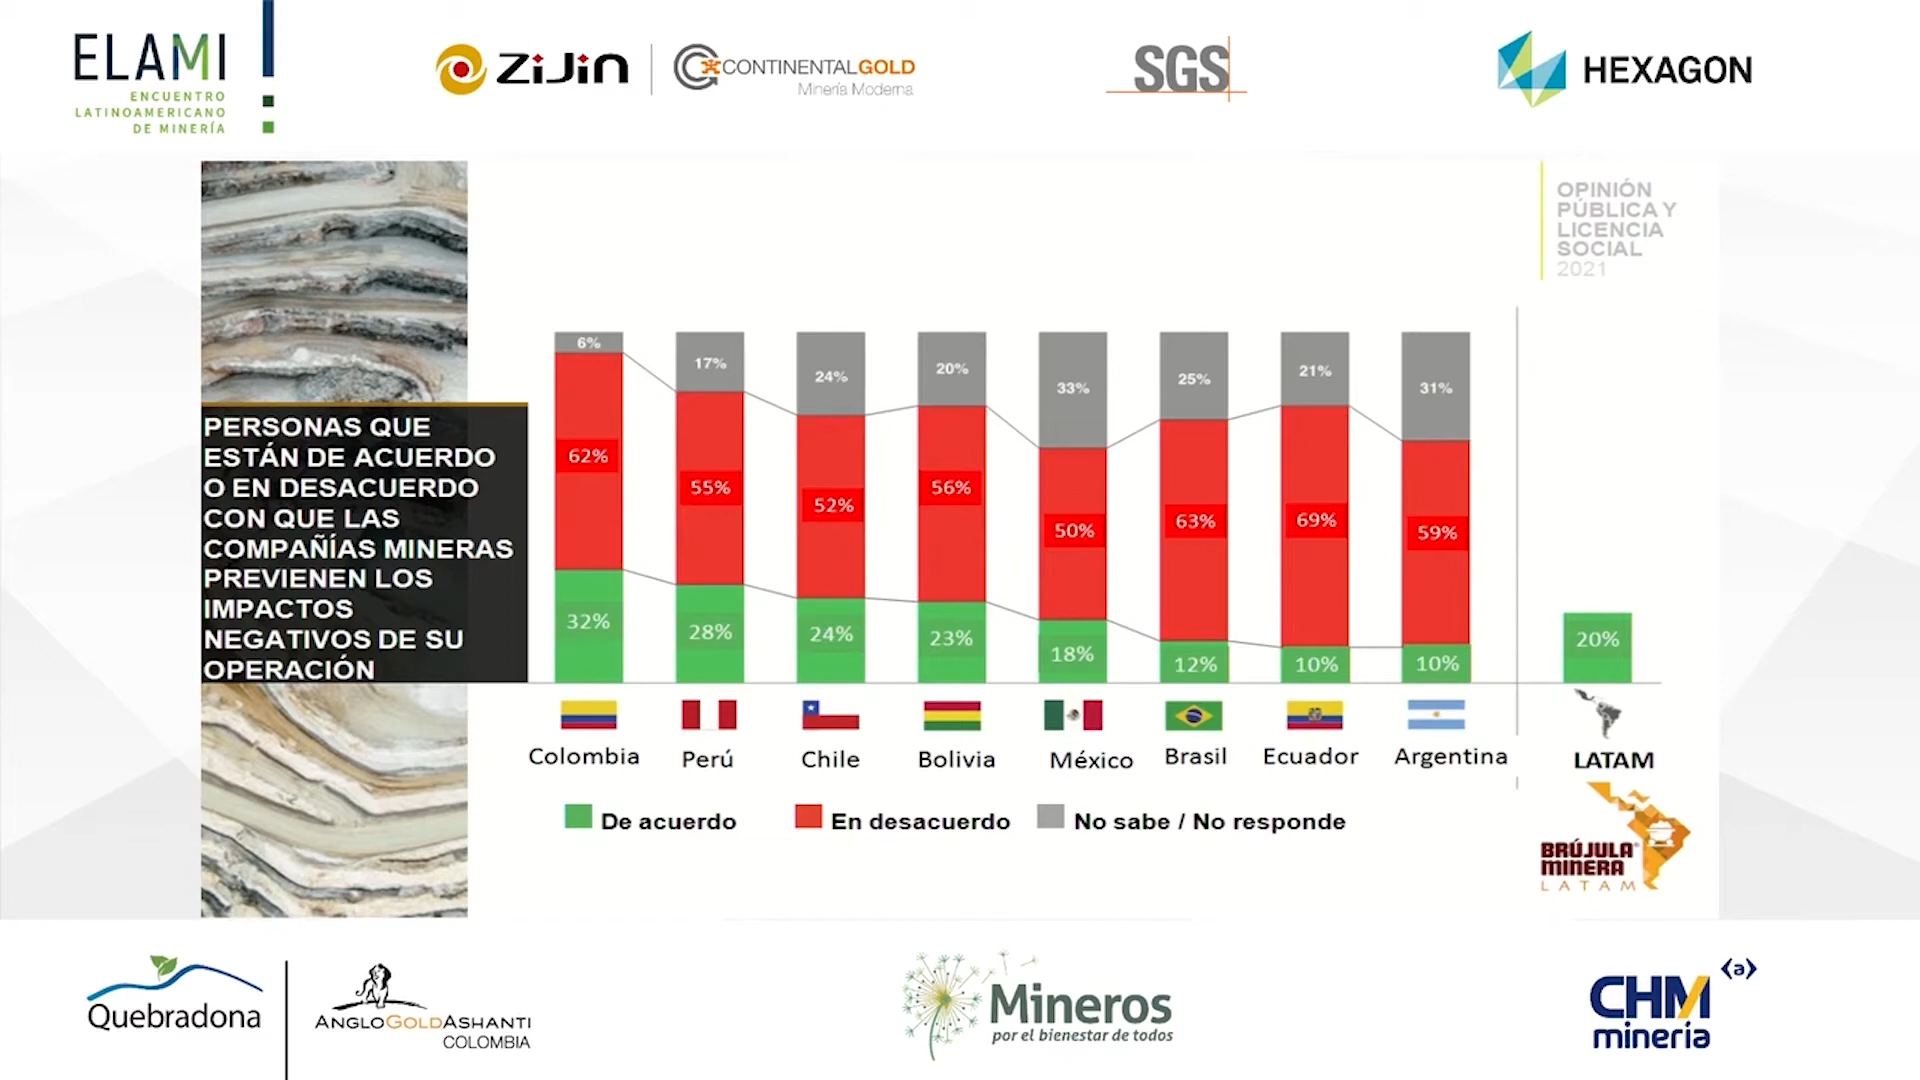 ELAMI
ENCUENTRO
LATINOAMERICANO
DE MINERÍA
ZiJin
CONTINENTALGOLD
Minería Moderna
SGS
HEXAGON
OPINIÓN
PÚBLICA Y
LICENCIA
SOCIAL
2021
PERSONAS QUE
ESTÁN DE ACUERDO
O EN DESACUERDO
CON QUE LAS
COMPAÑÍAS MINERAS
PREVIENEN LOS
IMPACTOS
NEGATIVOS DE SU
OPERACIÓN
6% 17% 24% 20% 33% 25% 21% 31%
62% 55% 52% 56% 50% 63% 69% 59%
32% 28% 24% 23% 18% 12% 10% 10% 20%
Colombia Perú Chile Bolivia México Brasil Ecuador Argentina LATAM
De acuerdo En desacuerdo No sabe / No responde
BRÚJULA
MINERA
LATAM
Quebradona
ANGLOGOLDASHANTI
COLOMBIA
Mineros
por el bienestar de todos
CHM (a)
minería